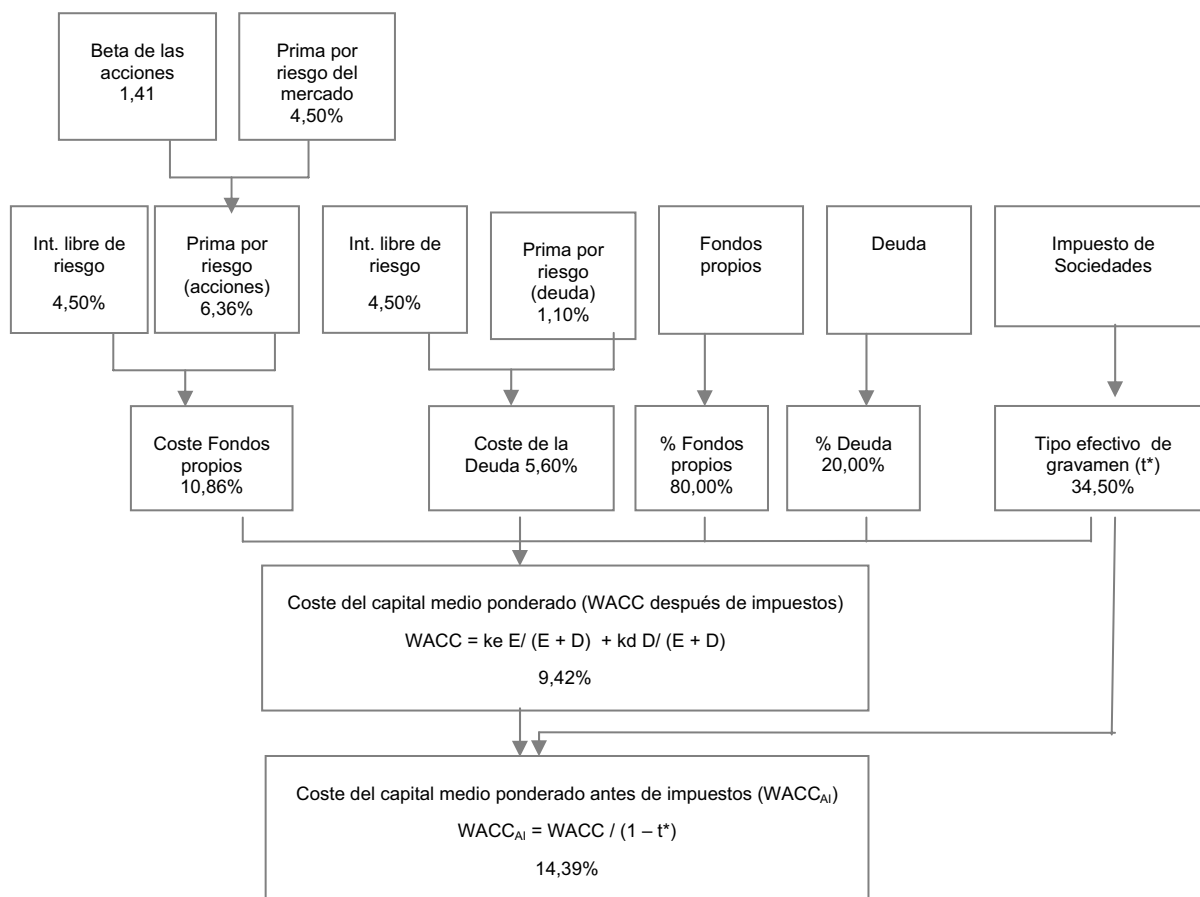 Beta de las
acciones
1,41
Prima por
riesgo del
mercado
4,50%
Int. libre de
riesgo
4,50%
Prima por
riesgo
(acciones)
6,36%
Int. libre de
riesgo
4,50%
Prima por
riesgo
(deuda)
1,10%
Fondos
propios
Deuda
Impuesto de
Sociedades
Coste Fondos
propios
10,86%
Coste de la
Deuda 5,60%
% Fondos
propios
80,00%
% Deuda
20,00%
Tipo efectivo de
gravamen (t*)
34,50%
Coste del capital medio ponderado (WACC después de impuestos)
WACC = ke E/ (E + D) + kd D/ (E + D)
9,42%
Coste del capital medio ponderado antes de impuestos (WACCAI)
WACCAI = WACC / (1 – t*)
14,39%